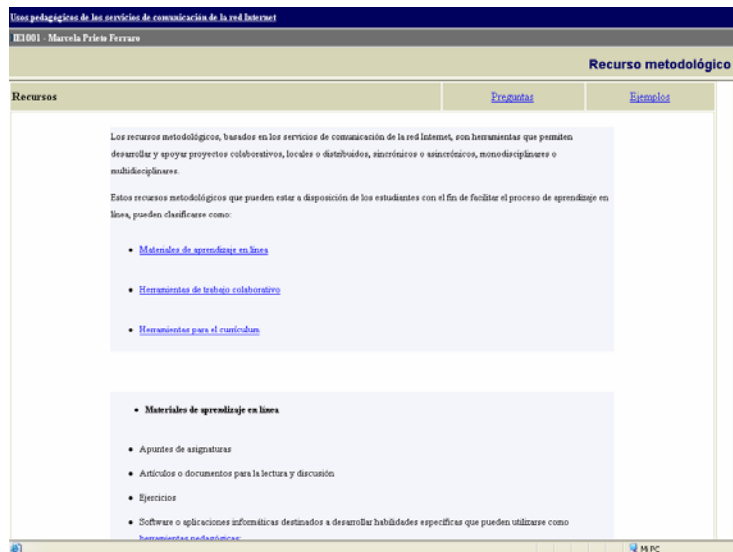 Usos pedagógicos de los servicios de comunicación de la red Internet
IE1001 - Marcela Prieto Ferraro
Recurso metodológico
Recursos
Preguntas
Ejemplos
Los recursos metodológicos, basados en los servicios de comunicación de la red Internet, son herramientas que permiten
desarrollar y apoyar proyectos colaborativos, locales o distribuidos, sincrónicos o asincrónicos, monodisciplinares o
multidisciplinares.
Estos recursos metodológicos que pueden estar a disposición de los estudiantes con el fin de facilitar el proceso de aprendizaje en
línea, pueden clasificarse como:
• Materiales de aprendizaje en línea
• Herramientas de trabajo colaborativo
• Herramientas para el currículum
• Materiales de aprendizaje en línea
• Apuntes de asignaturas
• Artículos o documentos para la lectura y discusión
• Ejercicios
• Software o aplicaciones informáticas destinados a desarrollar habilidades específicas que pueden utilizarse como
herramientas pedagógicas:
Mi PC